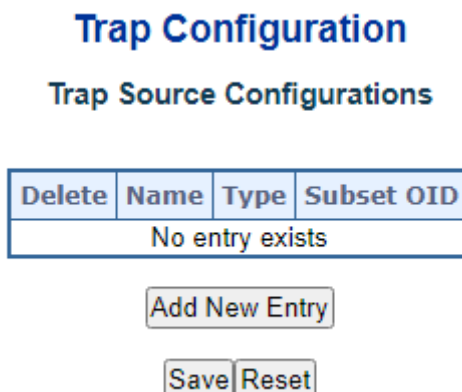 Trap Configuration
Trap Source Configurations
Delete Name Type Subset OID
No entry exists
Add New Entry
Save Reset